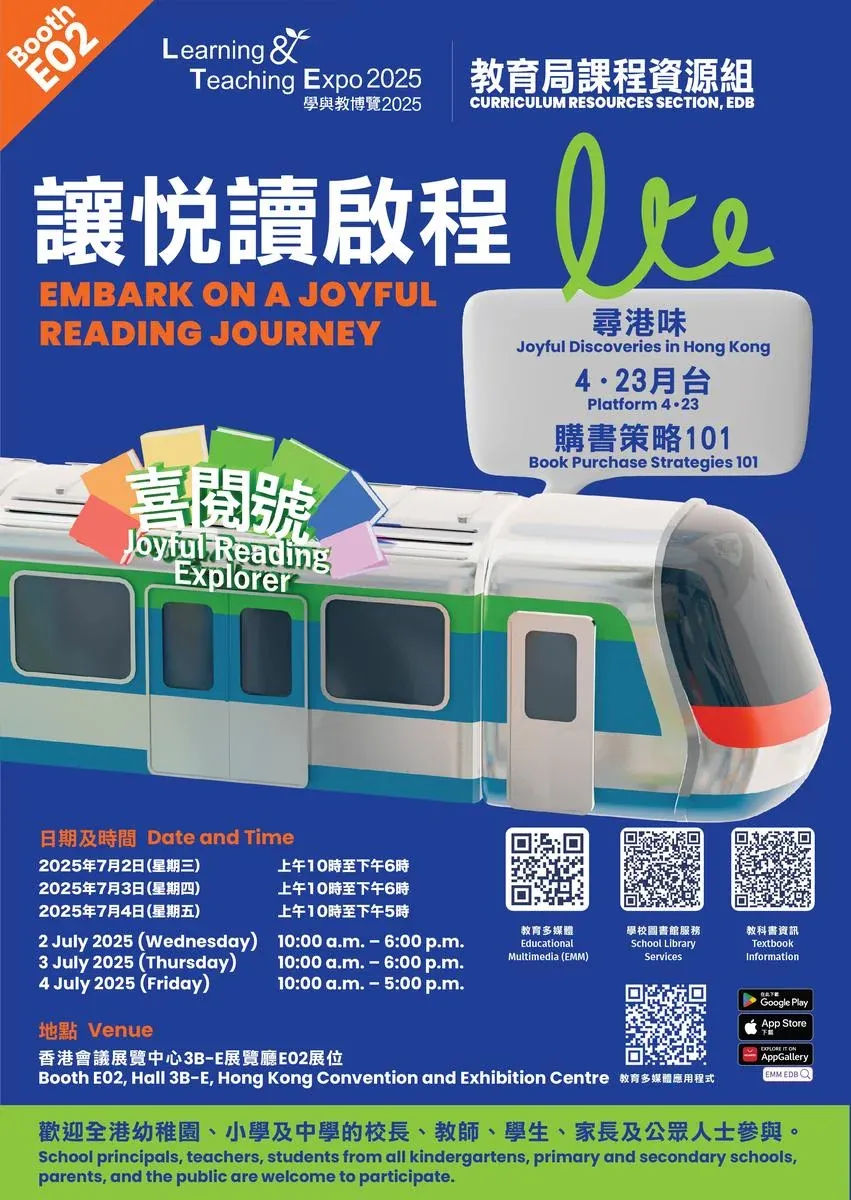 Booth
E02
Learning &
Teaching Expo 2025
學與教博覽2025
教育局課程資源組
CURRICULUM RESOURCES SECTION, EDB
讓悦讀啟程
EMBARK ON A JOYFUL
READING JOURNEY
lte
尋港味
Joyful Discoveries in Hong Kong
4·23月台
Platform 4•23
購書策略101
Book Purchase Strategies 101
喜閱號
Joyful Reading
Explorer
日期及時間 Date and Time
2025年7月2日(星期三) 上午10時至下午6時
2025年7月3日(星期四) 上午10時至下午6時
2025年7月4日(星期五) 上午10時至下午5時
2 July 2025 (Wednesday) 10:00 a.m. – 6:00 p.m.
3 July 2025 (Thursday) 10:00 a.m. – 6:00 p.m.
4 July 2025 (Friday) 10:00 a.m. – 5:00 p.m.
教育多媒體
Educational
Multimedia (EMM)
學校圖書館服務
School Library
Services
教科書資訊
Textbook
Information
地點 Venue
香港會議展覽中心3B-E展覽廳E02展位
Booth E02, Hall 3B-E, Hong Kong Convention and Exhibition Centre
教育多媒體應用程式
在此下載
Google Play
App Store
下載
EXPLORE IT ON
AppGallery
EMM EDB
歡迎全港幼稚園、小學及中學的校長、教師、學生、家長及公眾人士參與。
School principals, teachers, students from all kindergartens, primary and secondary schools,
parents, and the public are welcome to participate.